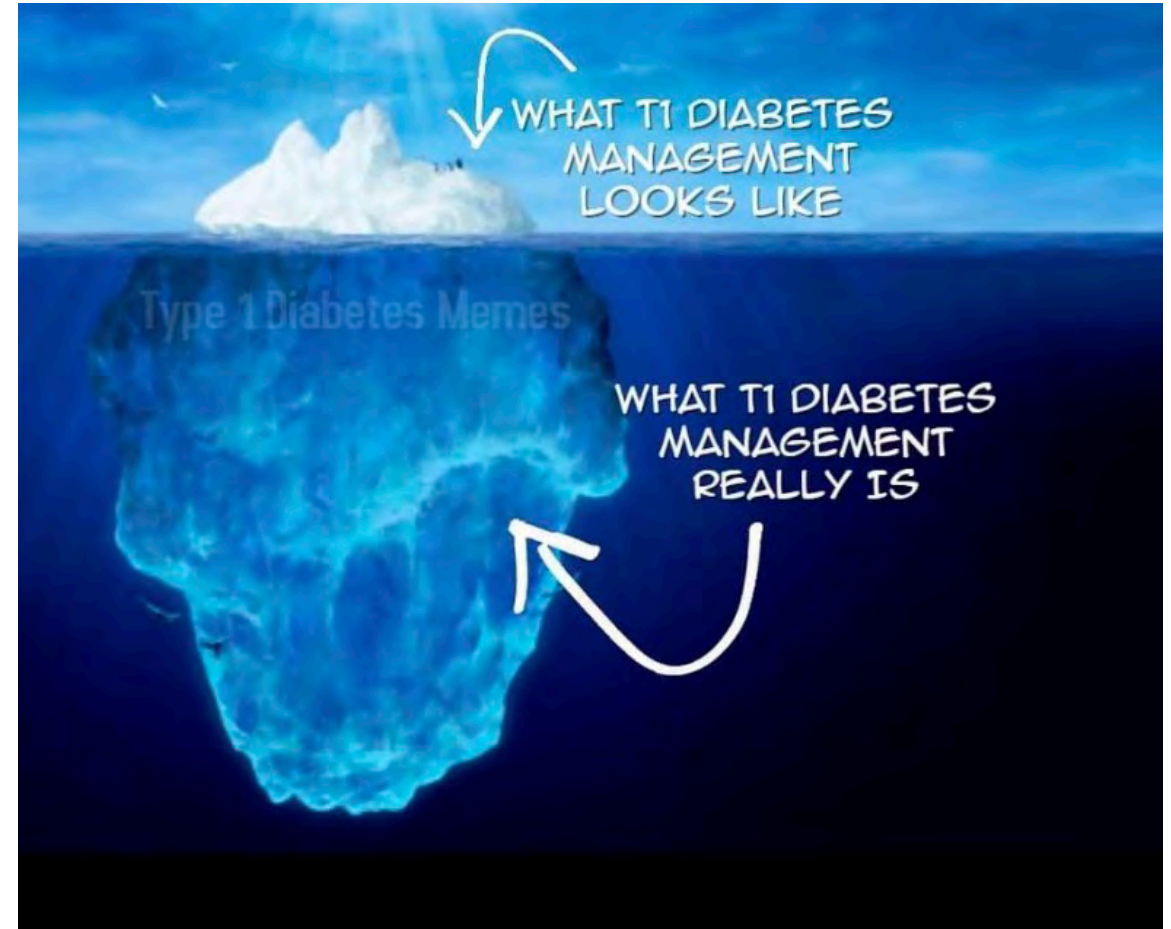 WHAT T1 DIABETES
MANAGEMENT
LOOKS LIKE
Type 1 Diabetes Memes
WHAT T1 DIABETES
MANAGEMENT
REALLY IS